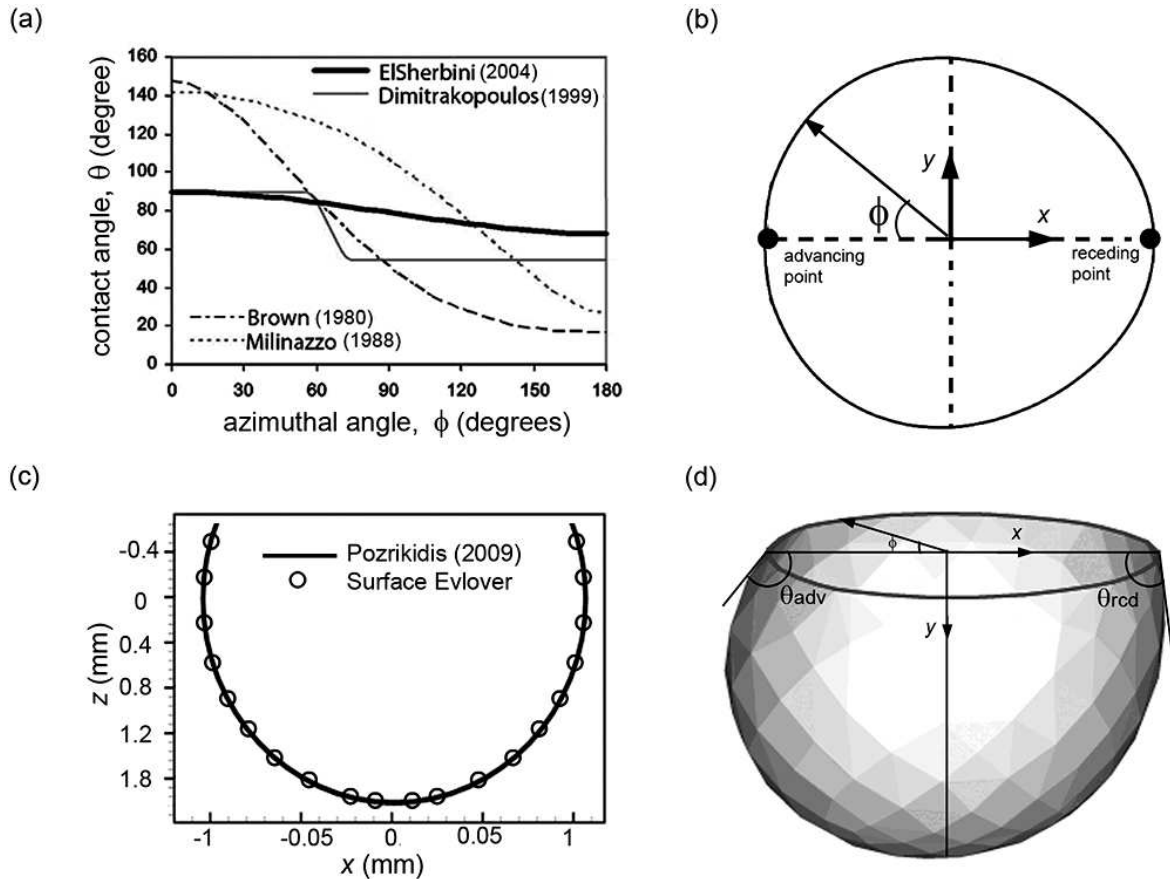 (a)
160
140
120
100
80
60
40
20
0
contact angle, θ (degree)
ElSherbini (2004)
Dimitrakopoulos (1999)
Brown (1980)
Milinazzo (1988)
0 30 60 90 120 150 180
azimuthal angle, ϕ (degrees)
(b)
y
ϕ
x
advancing
point
receding
point
(c)
-0.4
0
0.4
0.8
1.2
1.8
z (mm)
Pozrikidis (2009)
Surface Evlover
-1 -0.05 0. 0.05 1
x (mm)
(d)
x
ϕ
θadv
θrcd
y